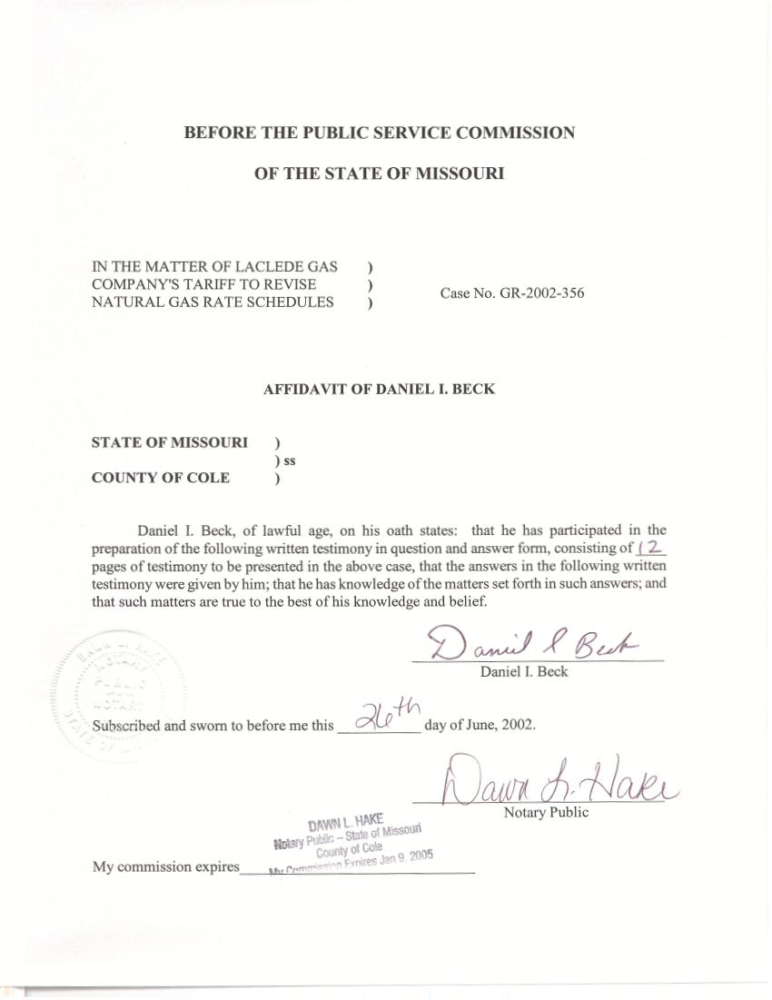 BEFORE THE PUBLIC SERVICE COMMISSION
OF THE STATE OF MISSOURI
IN THE MATTER OF LACLEDE GAS )
COMPANY'S TARIFF TO REVISE )
NATURAL GAS RATE SCHEDULES )
Case No. GR-2002-356
AFFIDAVIT OF DANIEL I. BECK
STATE OF MISSOURI )
) ss
COUNTY OF COLE )
Daniel I. Beck, of lawful age, on his oath states: that he has participated in the
preparation of the following written testimony in question and answer form, consisting of 12
pages of testimony to be presented in the above case, that the answers in the following written
testimony were given by him; that he has knowledge of the matters set forth in such answers; and
that such matters are true to the best of his knowledge and belief.
Daniel I Beck
Daniel I. Beck
DAWN L. HAKE
NOTARY
PUBLIC
NOTARY
STATE OF
Subscribed and sworn to before me this 26th day of June, 2002.
Dawn L. Hake
Notary Public
DAWN L. HAKE
Notary Public – State of Missouri
County of Cole
My Commission Expires Jan 9, 2005
My commission expires